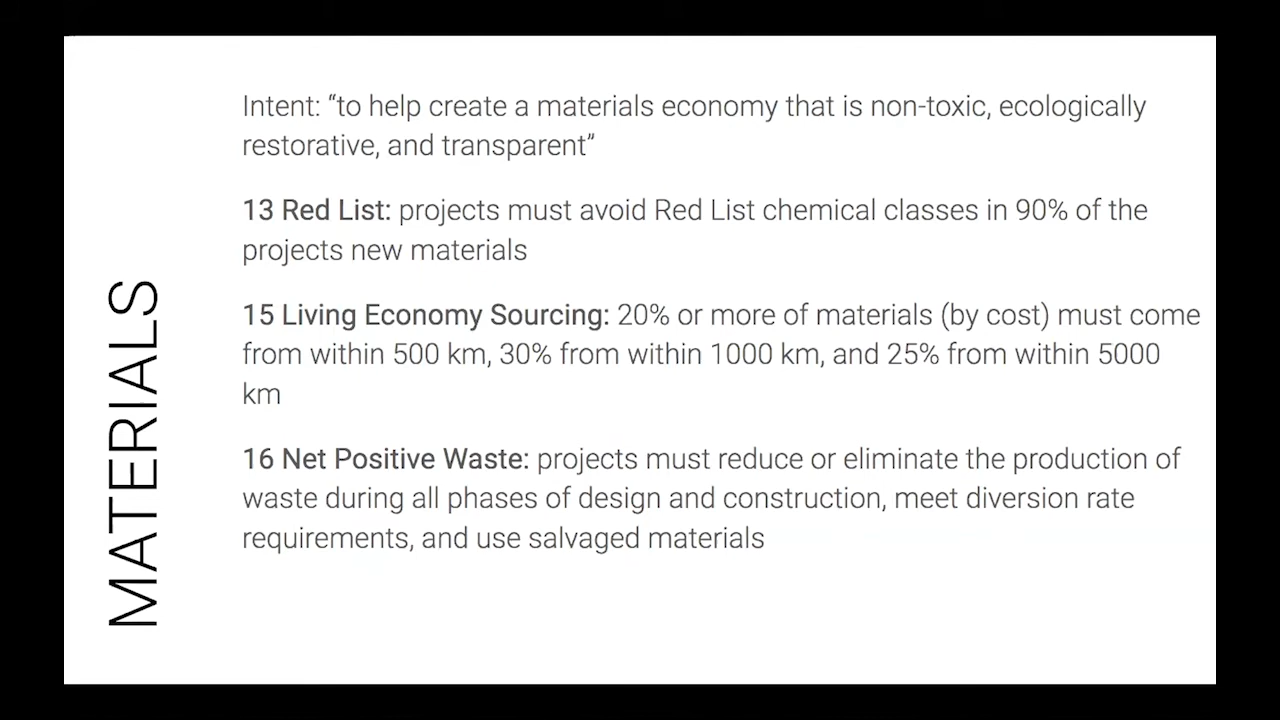 MATERIALS
Intent: “to help create a materials economy that is non-toxic, ecologically
restorative, and transparent”
13 Red List: projects must avoid Red List chemical classes in 90% of the
projects new materials
15 Living Economy Sourcing: 20% or more of materials (by cost) must come
from within 500 km, 30% from within 1000 km, and 25% from within 5000
km
16 Net Positive Waste: projects must reduce or eliminate the production of
waste during all phases of design and construction, meet diversion rate
requirements, and use salvaged materials